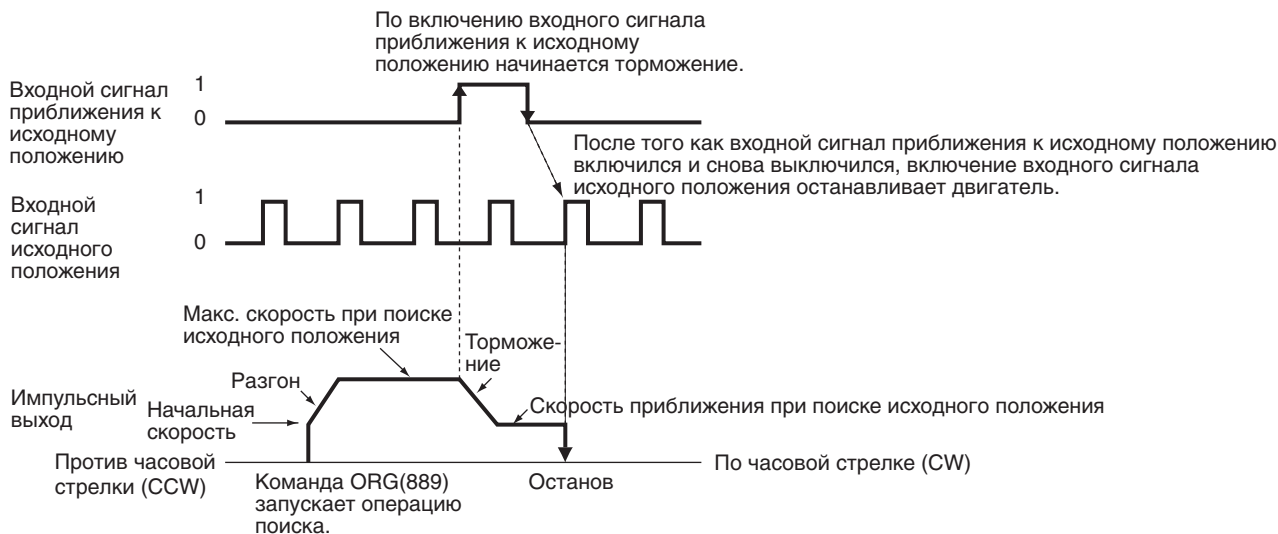 По включению входного сигнала
приближения к исходному
положению начинается торможение.
Входной сигнал
приближения к
исходному
положению
1
0
После того как входной сигнал приближения к исходному положению
включился и снова выключился, включение входного сигнала
исходного положения останавливает двигатель.
Входной
сигнал
исходного
положения
1
0
Макс. скорость при поиске
исходного положения
Торможе-
ние
Разгон
Импульсный
выход
Начальная
скорость
Скорость приближения при поиске исходного положения
Против часовой
стрелки (CCW)
По часовой стрелке (CW)
Команда ORG(889)
запускает операцию
поиска.
Останов